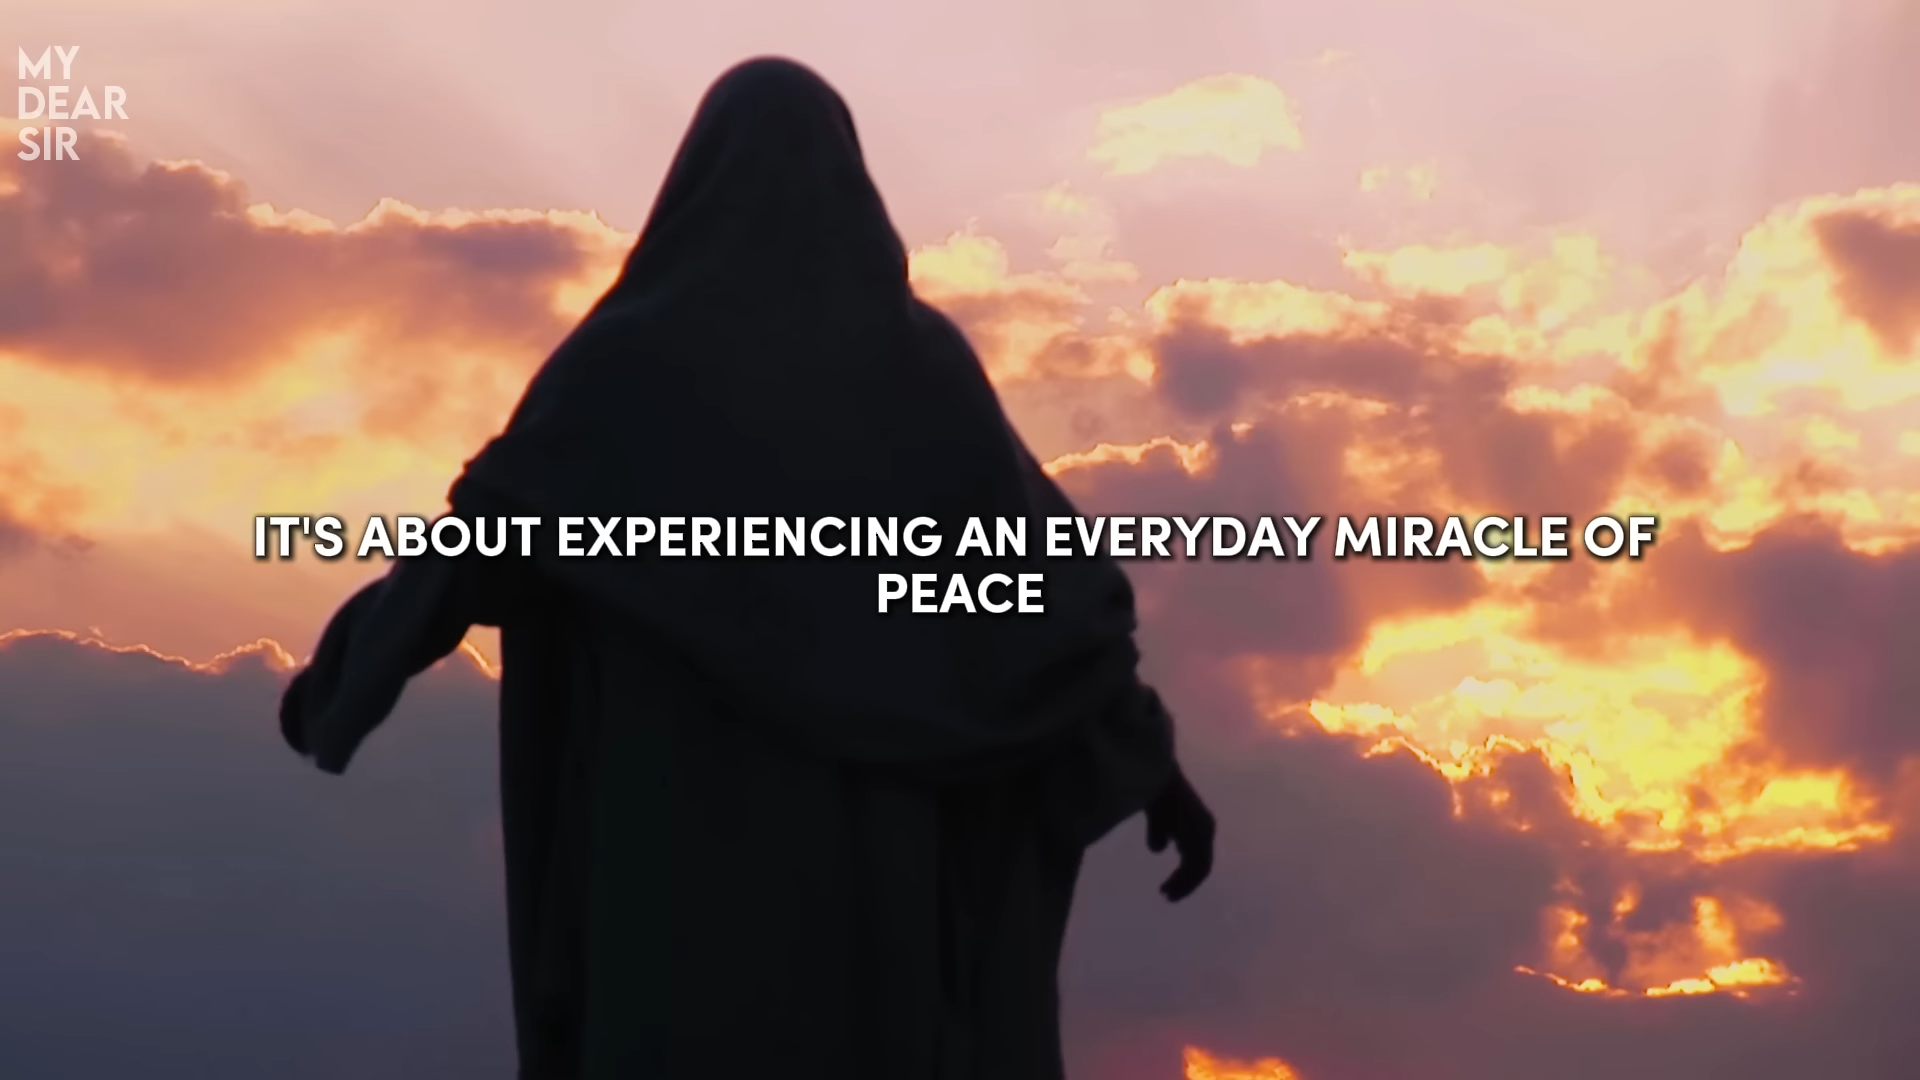 MY
DEAR
SIR
IT'S ABOUT EXPERIENCING AN EVERYDAY MIRACLE OF
PEACE